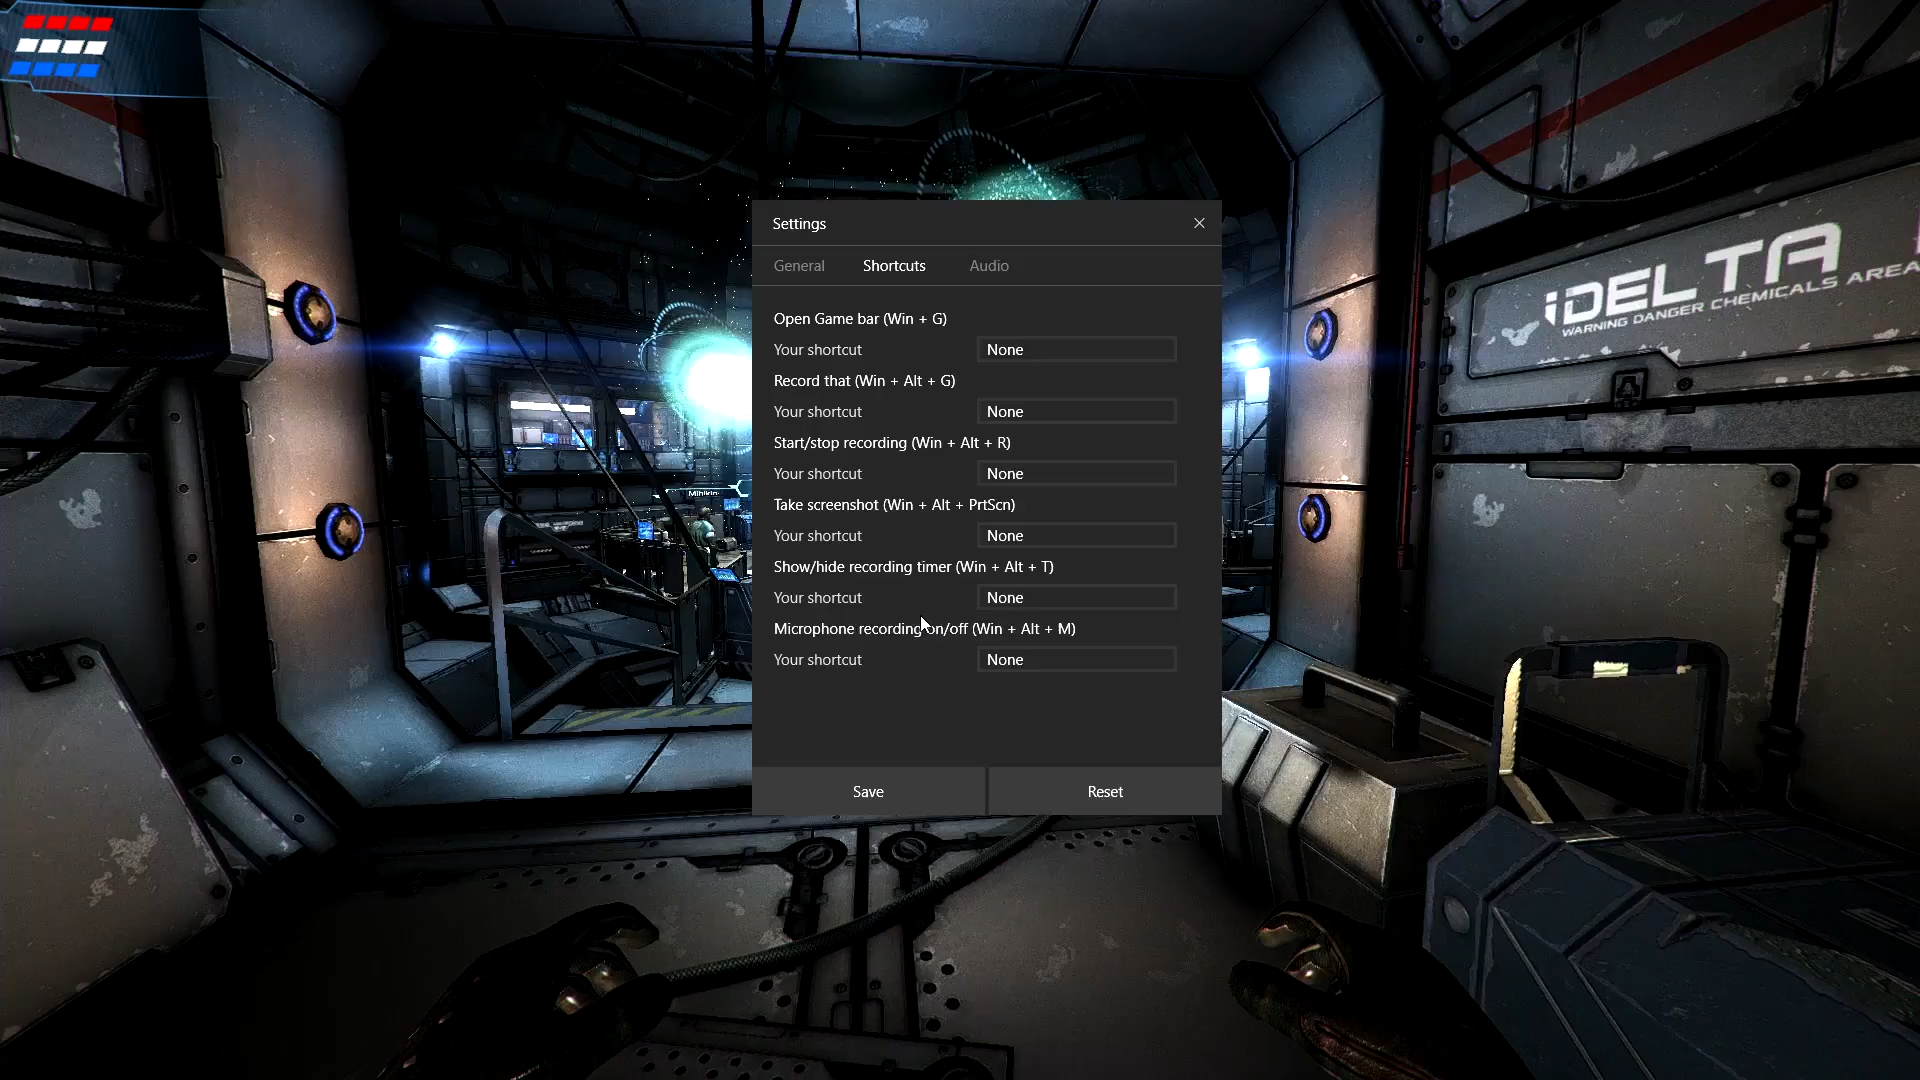 Settings
General Shortcuts Audio
Open Game bar (Win + G)
Your shortcut None
Record that (Win + Alt + G)
Your shortcut None
Start/stop recording (Win + Alt + R)
Your shortcut None
Take screenshot (Win + Alt + PrtScn)
Your shortcut None
Show/hide recording timer (Win + Alt + T)
Your shortcut None
Microphone recording on/off (Win + Alt + M)
Your shortcut None
Save Reset
iDELTA
WARNING DANGER CHEMICALS AREA